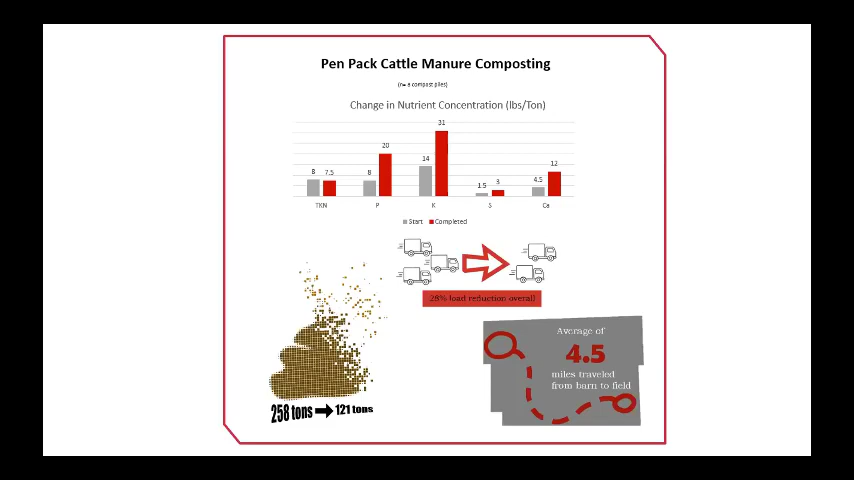 Pen Pack Cattle Manure Composting
(n= 8 compost piles)
Change in Nutrient Concentration (lbs/Ton)
8 7.5 8 20 14 31 1.5 3 4.5 12
TKN P K S Ca
Start Completed
28% load reduction overall
Average of
4.5
miles traveled
from barn to field
258 tons 121 tons